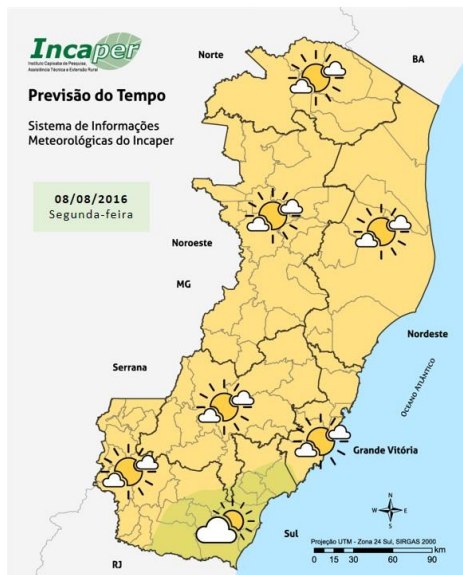 Incaper
Instituto Capixaba de Pesquisa,
Assistência Técnica e Extensão Rural
Previsão do Tempo
Sistema de Informações
Meteorológicas do Incaper
08/08/2016
Segunda-feira
Norte
BA
Noroeste
MG
Nordeste
Serrana
OCEANO ATLÂNTICO
Grande Vitória
Sul
RJ
N
W
E
S
Projeção UTM - Zona 24 Sul, SIRGAS 2000
0 15 30 60 90
km